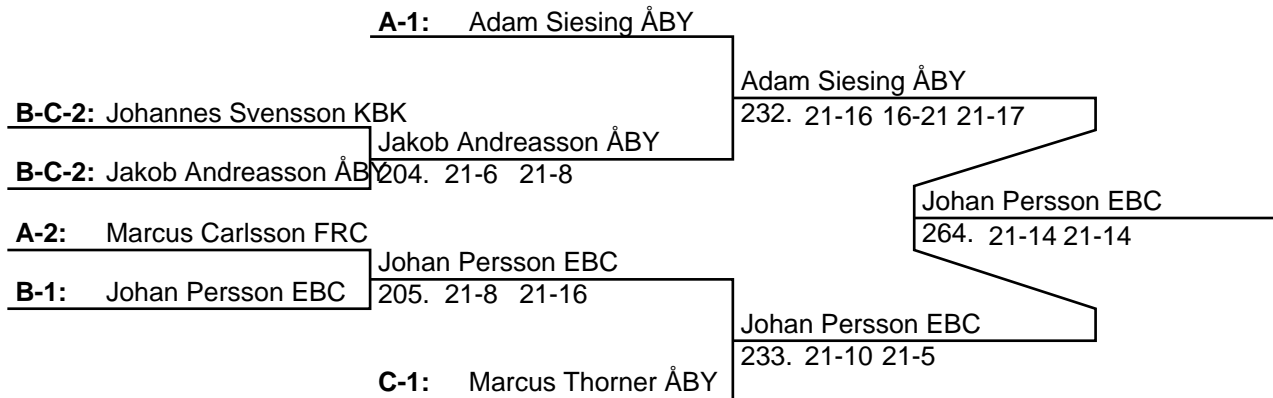 A-1: Adam Siesing ÅBY
Adam Siesing ÅBY
B-C-2: Johannes Svensson KBK
232. 21-16 16-21 21-17
Jakob Andreasson ÅBY
B-C-2: Jakob Andreasson ÅBY
204. 21-6 21-8
Johan Persson EBC
A-2: Marcus Carlsson FRC
264. 21-14 21-14
Johan Persson EBC
B-1: Johan Persson EBC
205. 21-8 21-16
Johan Persson EBC
233. 21-10 21-5
C-1: Marcus Thorner ÅBY